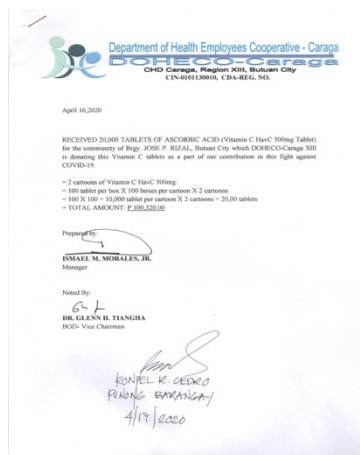 Department of Health Employees Cooperative - Caraga
DOHECO-Caraga
CHD Caraga, Region XIII, Butuan City
CIN-0101130010, CDA-REG. NO.
April 16,2020
RECEIVED 20,000 TABLETS OF ASCORBIC ACID (Vitamin C HavC 500mg Tablet)
for the community of Brgy. JOSE P. RIZAL, Butuan City which DOHECO-Caraga XIII
is donating this Vitamin C tablets as a part of our contribution in this fight against
COVID-19.
= 2 cartoons of Vitamin C HavC 500mg:
= 100 tablet per box X 100 boxes per cartoon X 2 cartoons
= 100 X 100 = 10,000 tablet per cartoon X 2 cartoons = 20,00 tablets
= TOTAL AMOUNT: P 100,320.00
Prepared by:
ISMAEL M. MORALES, JR.
Manager
Noted By:
DR. GLENN H. TIANGHA
BOD- Vice Chairman
RONIEL R. CEDRO
PUNONG BARANGAY
4/19/2020